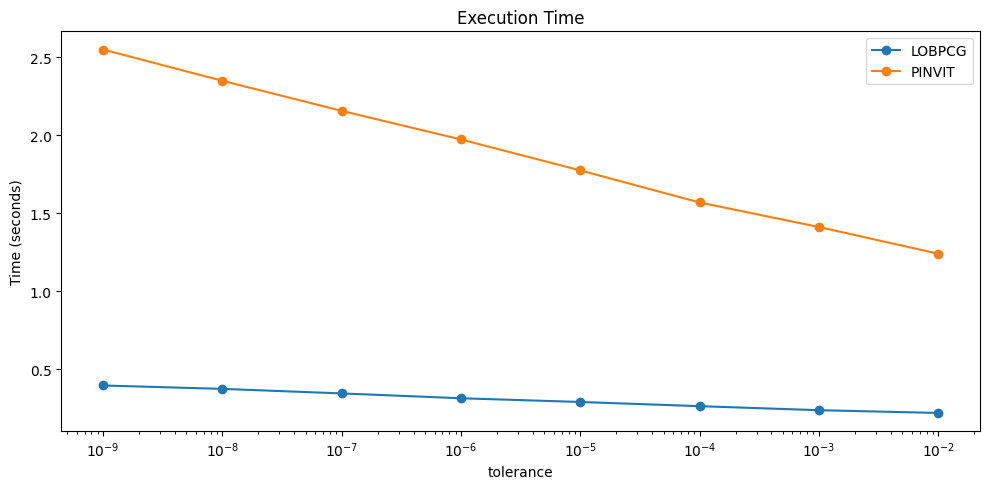 Execution Time
LOBPCG
PINVIT
Time (seconds)
2.5
2.0
1.5
1.0
0.5
10⁻⁹ 10⁻⁸ 10⁻⁷ 10⁻⁶ 10⁻⁵ 10⁻⁴ 10⁻³ 10⁻²
tolerance